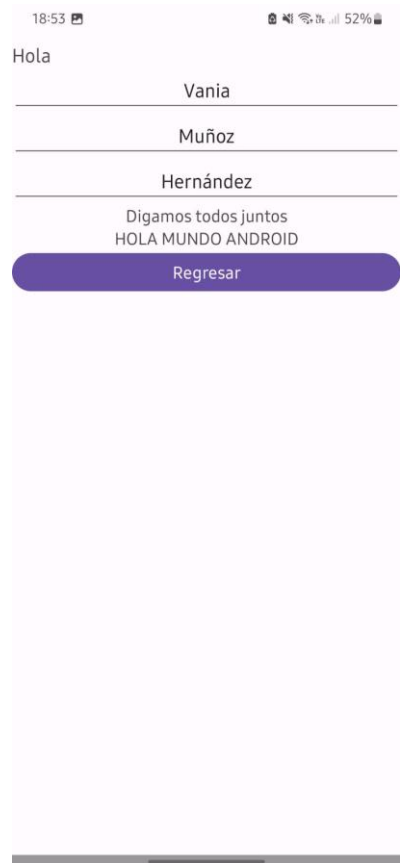 18:53 52%
Hola
Vania
Muñoz
Hernández
Digamos todos juntos
HOLA MUNDO ANDROID
Regresar